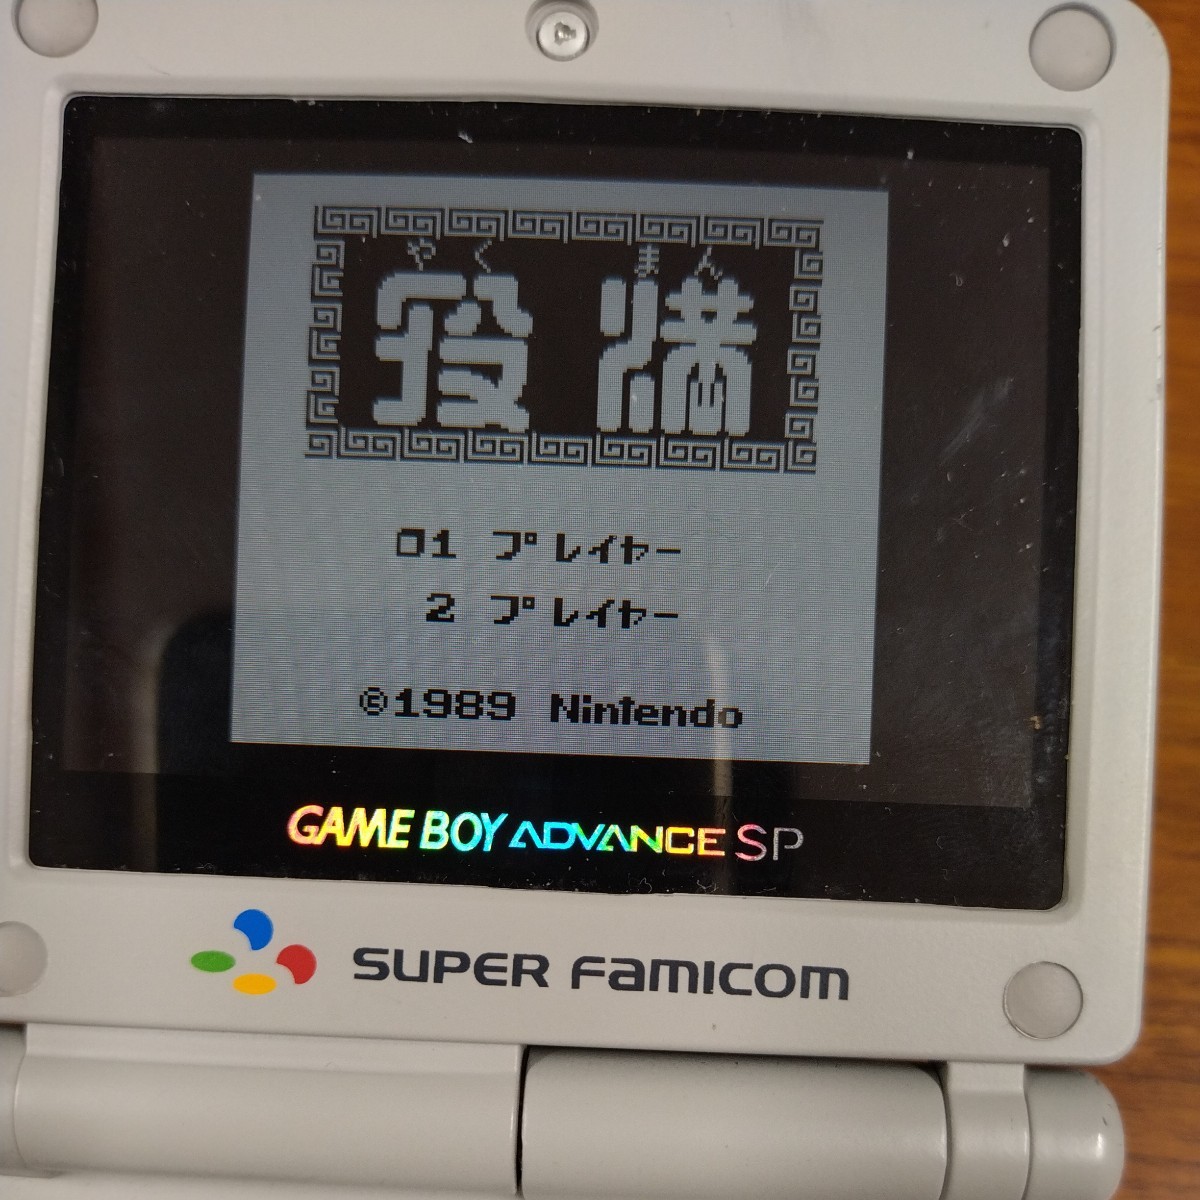 やくまん
役満
1 プレイヤー
2 プレイヤー
©1989 Nintendo
GAME BOY ADVANCE SP
SUPER FAMICOM